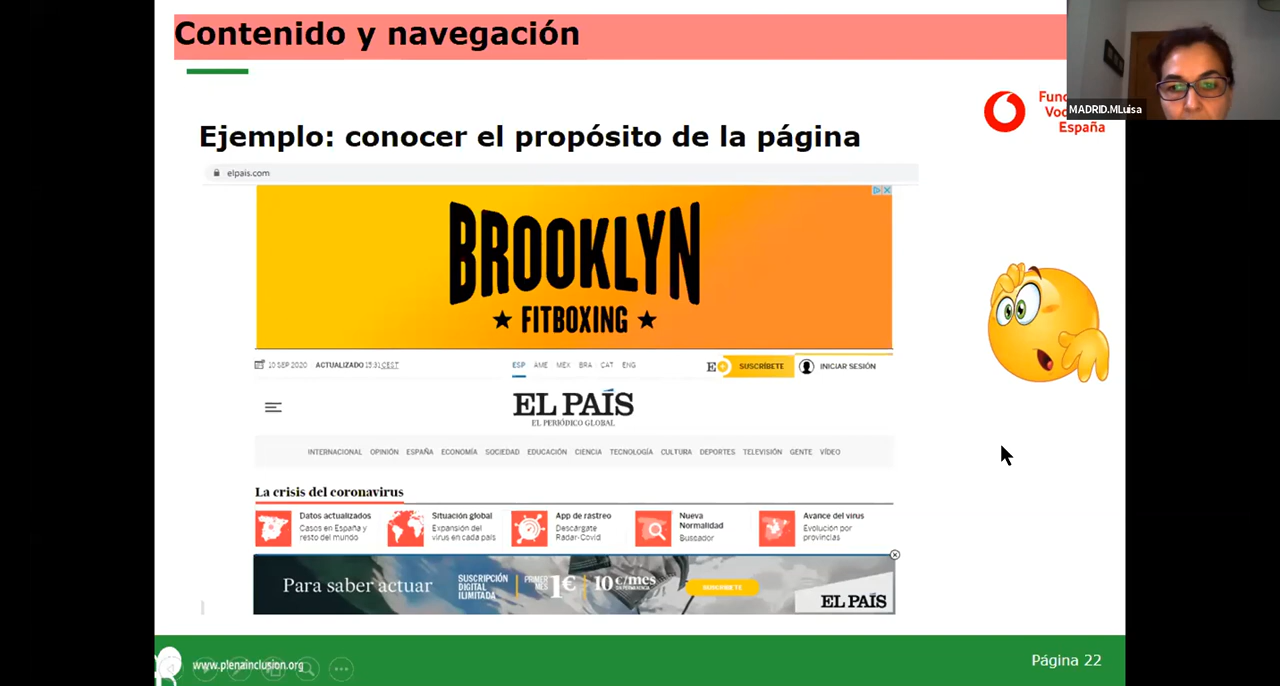 Contenido y navegación
MADRID.MLuisa
España
Ejemplo: conocer el propósito de la página
elpais.com
BROOKLYN
★ FITBOXING ★
10 SEP 2020 ACTUALIZADO 15:31 CEST
ESP AME MEX BRA CAT ENG
E+ SUSCRÍBETE
INICIAR SESIÓN
EL PAÍS
EL PERIÓDICO GLOBAL
INTERNACIONAL OPINIÓN ESPAÑA ECONOMÍA SOCIEDAD EDUCACIÓN CIENCIA TECNOLOGÍA CULTURA DEPORTES TELEVISIÓN GENTE VÍDEO
La crisis del coronavirus
Datos actualizados
Casos en España y
resto del mundo
Situación global
Expansión del
virus en cada país
App de rastreo
Descárgate
Radar-Covid
Nueva
Normalidad
Buscador
Avance del virus
Evolución por
provincias
Para saber actuar
SUSCRIPCIÓN
DIGITAL
ILIMITADA
PRIMER
MES
1€
10€/mes
SUSCRÍBETE
EL PAÍS
www.plenainclusion.org
Página 22